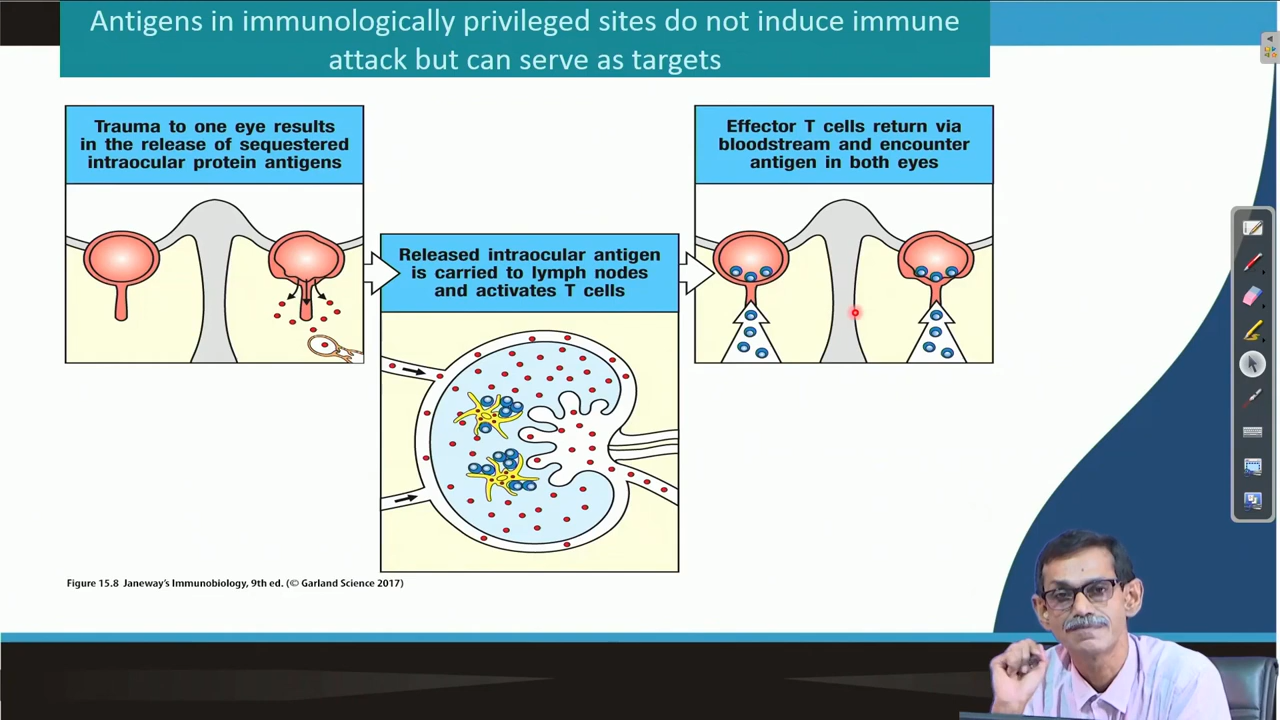 Antigens in immunologically privileged sites do not induce immune
attack but can serve as targets
Trauma to one eye results
in the release of sequestered
intraocular protein antigens
Released intraocular antigen
is carried to lymph nodes
and activates T cells
Effector T cells return via
bloodstream and encounter
antigen in both eyes
Figure 15.8 Janeway's Immunobiology, 9th ed. (© Garland Science 2017)